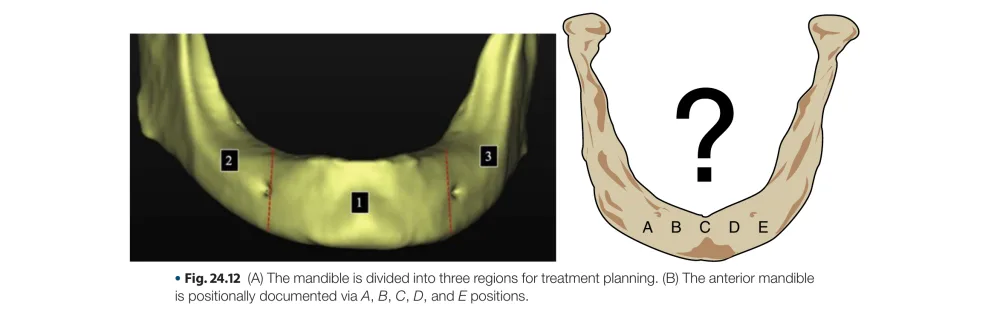 2
1
3
?
A B C D E
• Fig. 24.12 (A) The mandible is divided into three regions for treatment planning. (B) The anterior mandible
is positionally documented via A, B, C, D, and E positions.